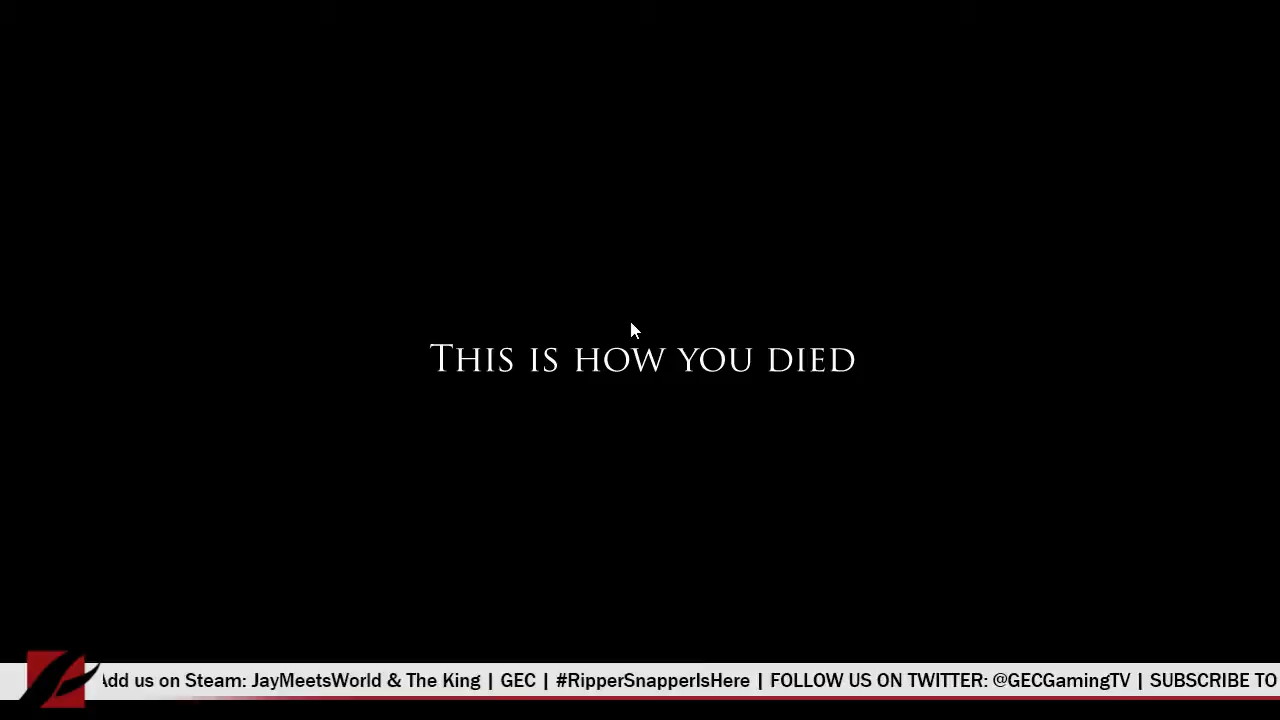 This is how you died
Add us on Steam: JayMeetsWorld & The King | GEC | #RipperSnapperIsHere | FOLLOW US ON TWITTER: @GECGamingTV | SUBSCRIBE TO